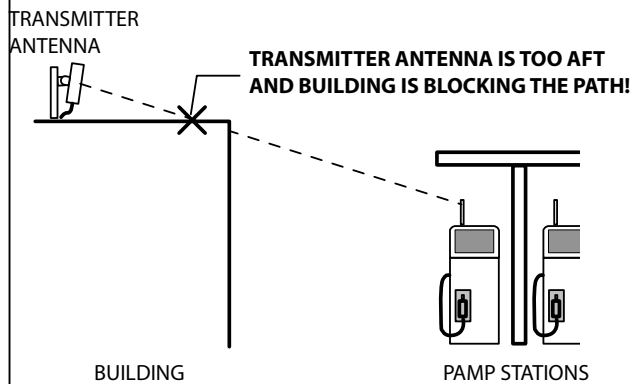 TRANSMITTER
ANTENNA
TRANSMITTER ANTENNA IS TOO AFT
AND BUILDING IS BLOCKING THE PATH!
BUILDING
PAMP STATIONS